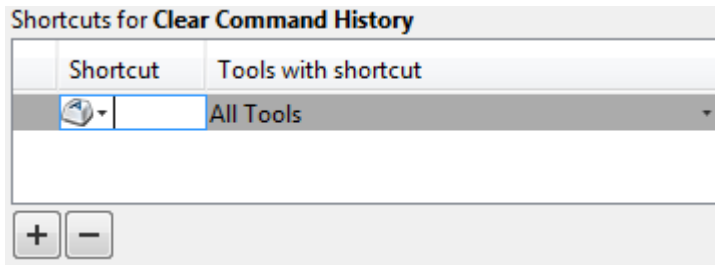 Shortcuts for Clear Command History
Shortcut Tools with shortcut
All Tools